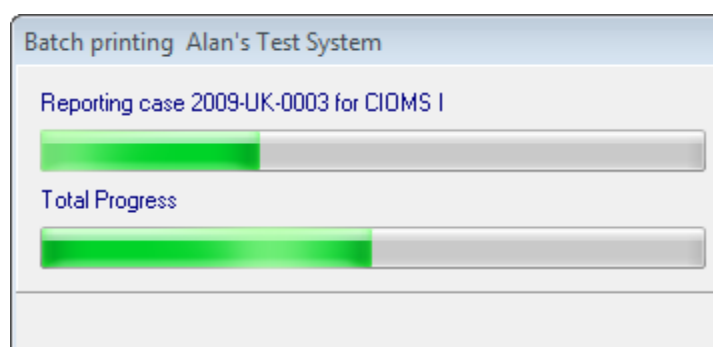 Batch printing Alan's Test System
Reporting case 2009-UK-0003 for CIOMS I
Total Progress